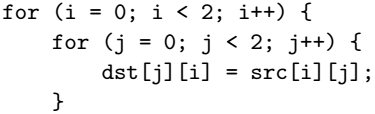 for (i = 0; i < 2; i++) {
    for (j = 0; j < 2; j++) {
        dst[j][i] = src[i][j];
    }